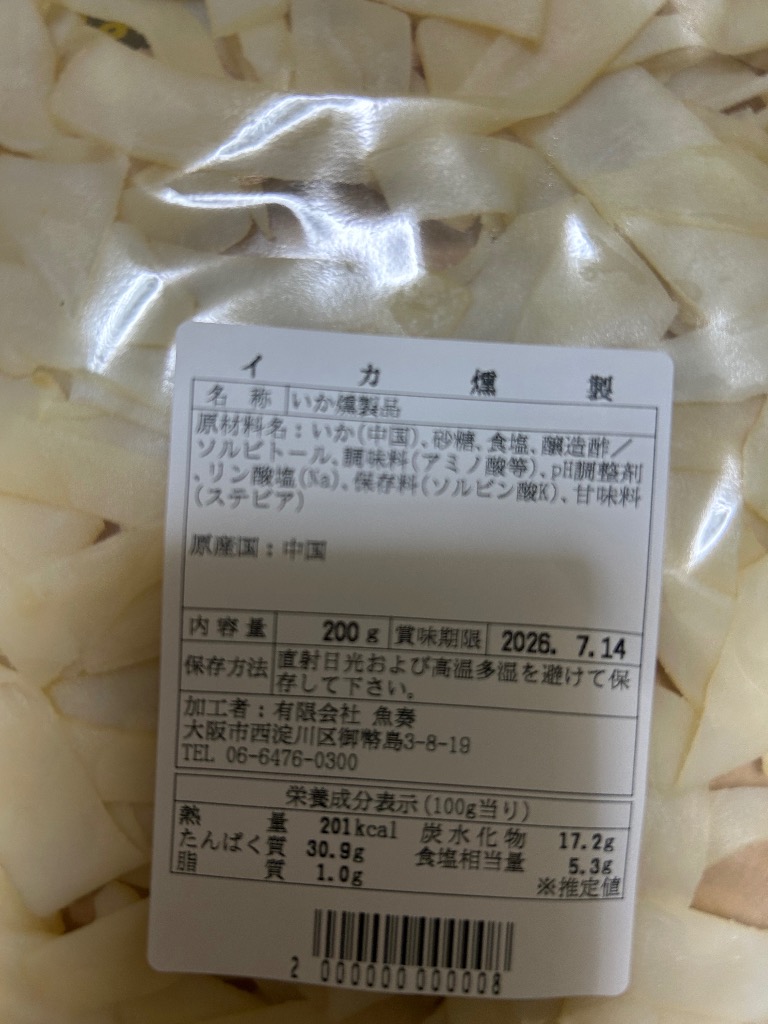 イカ燻製
名称 いか燻製品
原材料名：いか(中国)、砂糖、食塩、醸造酢／
ソルビトール、調味料(アミノ酸等)、pH調整剤
、リン酸塩(Na)、保存料(ソルビン酸K)、甘味料
(ステビア)
原産国：中国
内容量 200g 賞味期限 2026. 7.14
保存方法 直射日光および高温多湿を避けて保
存して下さい。
加工者：有限会社 魚奏
大阪市西淀川区御幣島3-8-19
TEL 06-6476-0300
栄養成分表示(100g当り)
熱量 201kcal 炭水化物 17.2g
たんぱく質 30.9g 食塩相当量 5.3g
脂質 1.0g ※推定値
2 000000 000008